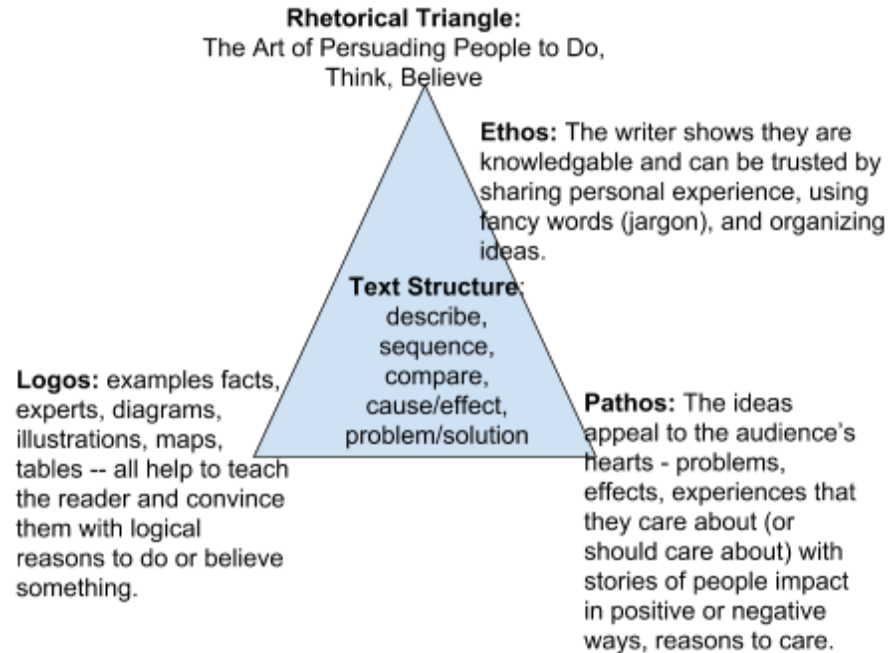 Rhetorical Triangle:
The Art of Persuading People to Do,
Think, Believe
Ethos: The writer shows they are
knowledgable and can be trusted by
sharing personal experience, using
fancy words (jargon), and organizing
ideas.
Text Structure:
describe,
sequence,
compare,
cause/effect,
problem/solution
Logos: examples facts,
experts, diagrams,
illustrations, maps,
tables -- all help to teach
the reader and convince
them with logical
reasons to do or believe
something.
Pathos: The ideas
appeal to the audience's
hearts - problems,
effects, experiences that
they care about (or
should care about) with
stories of people impact
in positive or negative
ways, reasons to care.